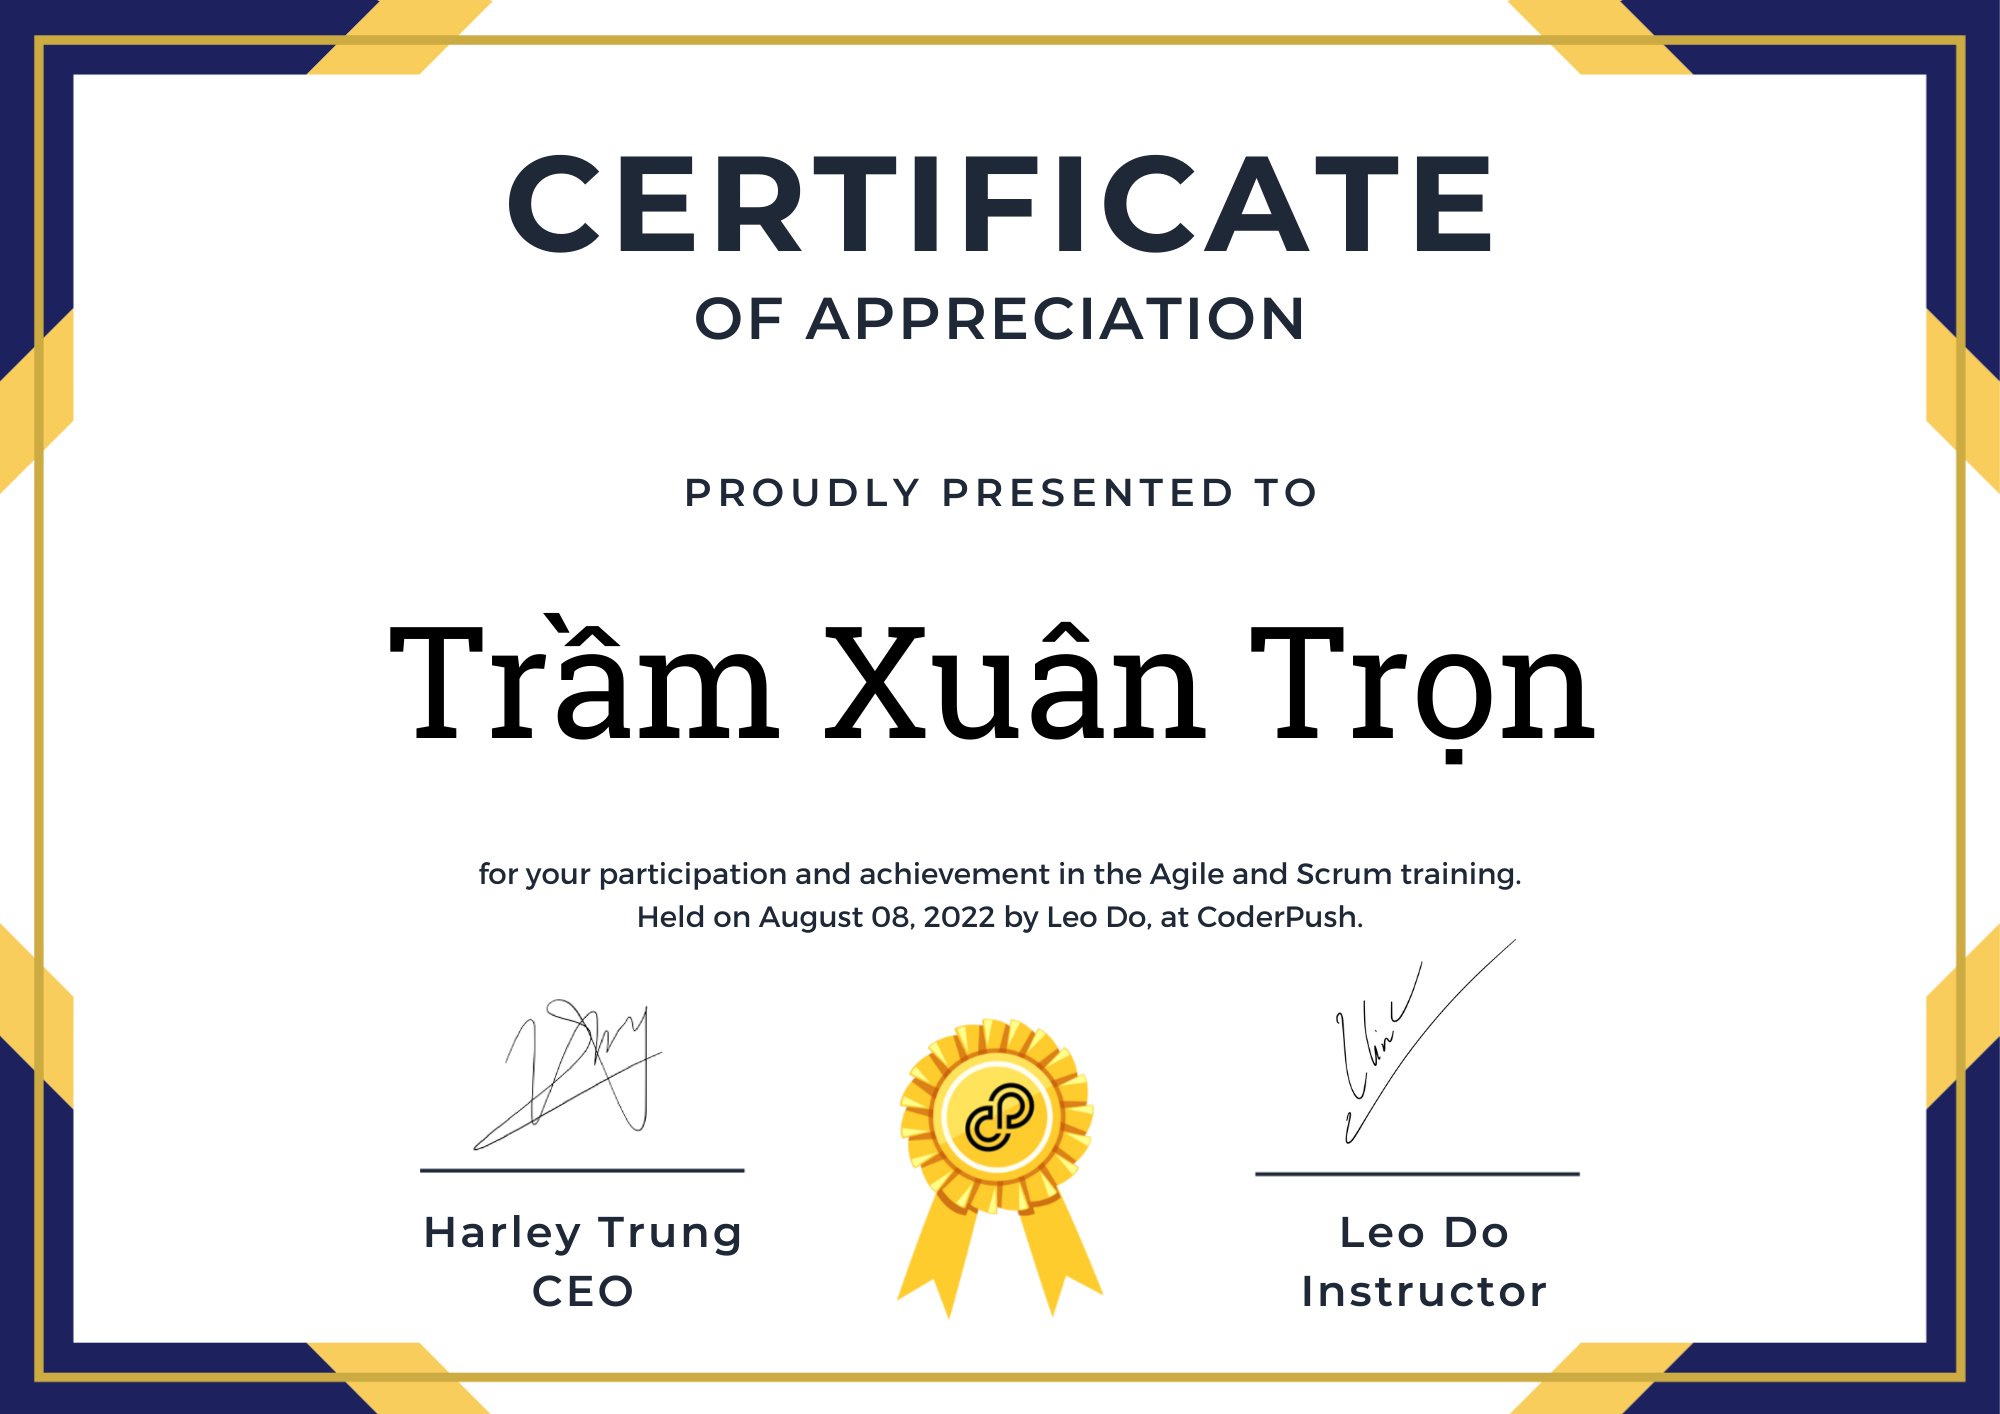 CERTIFICATE
OF APPRECIATION
PROUDLY PRESENTED TO
Trầm Xuân Trọn
for your participation and achievement in the Agile and Scrum training.
Held on August 08, 2022 by Leo Do, at CoderPush.
Harley Trung
CEO
Leo Do
Instructor